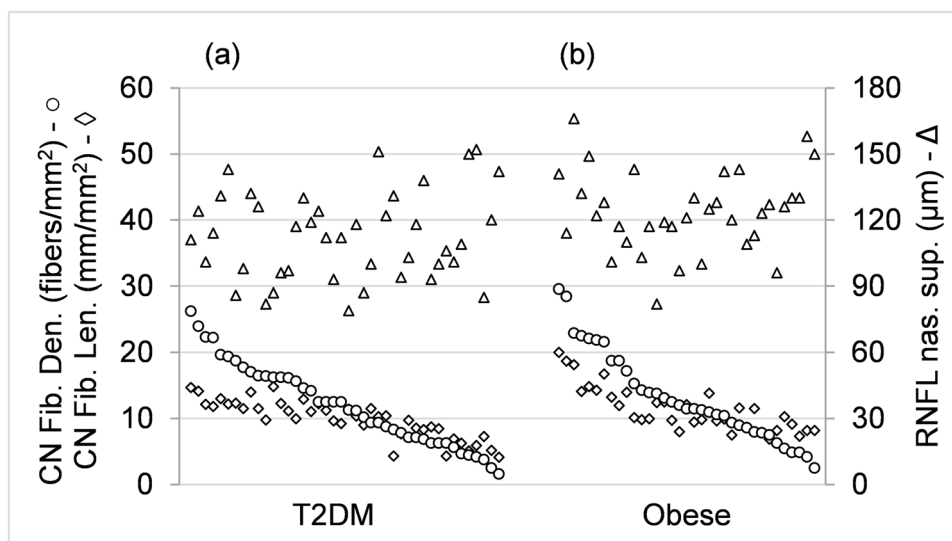 (a) (b)
CN Fib. Den. (fibers/mm²) - ○
CN Fib. Len. (mm/mm²) - ◇
60
50
40
30
20
10
0
180
150
120
90
60
30
0
RNFL nas. sup. (µm) - Δ
T2DM Obese